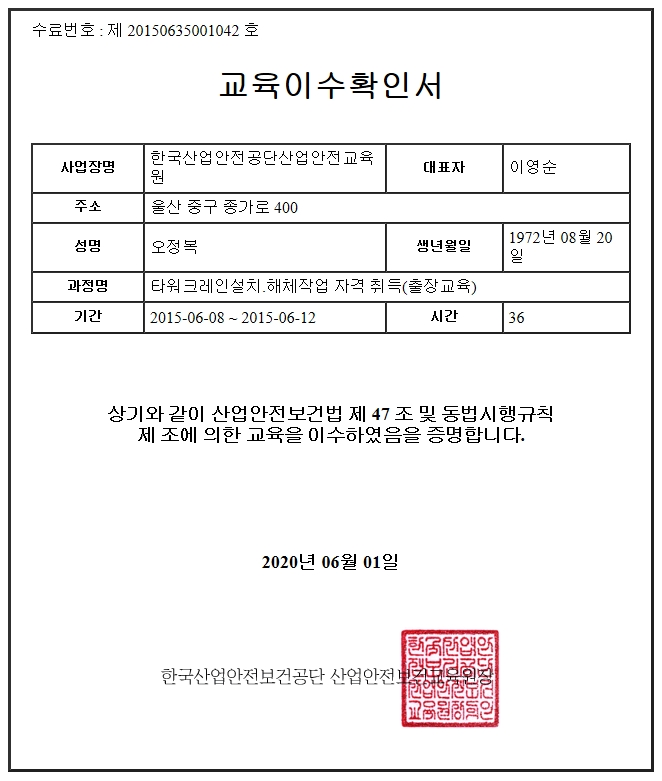 수료번호 : 제 20150635001042 호
교육이수확인서
사업장명 한국산업안전공단산업안전교육
원 대표자 이영순
주소 울산 중구 종가로 400
성명 오정복 생년월일 1972년 08월 20
일
과정명 타워크레인설치.해체작업 자격 취득(출장교육)
기간 2015-06-08 ~ 2015-06-12 시간 36
상기와 같이 산업안전보건법 제 47 조 및 동법시행규칙
제 조에 의한 교육을 이수하였음을 증명합니다.
2020년 06월 01일
한국산업안전보건공단 산업안전보건교육원장